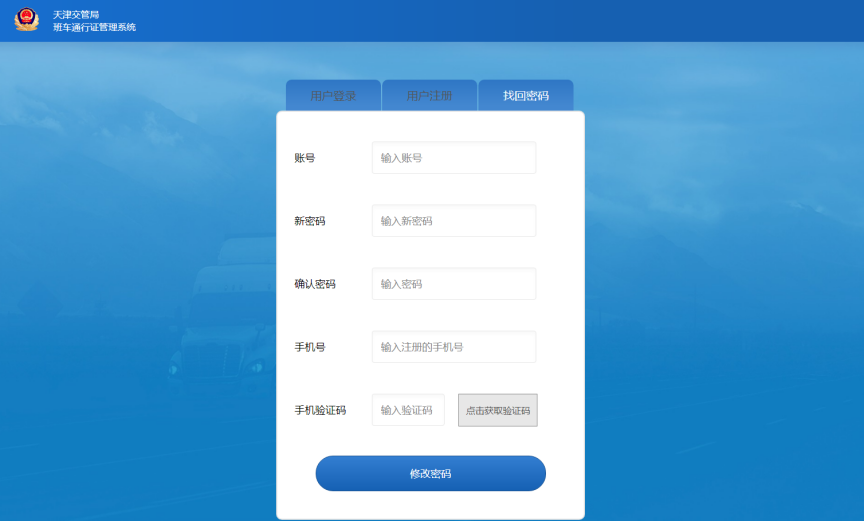 天津交管局
班车通行证管理系统
用户登录 用户注册 找回密码
账号 输入账号
新密码 输入新密码
确认密码 输入密码
手机号 输入注册的手机号
手机验证码 输入验证码 点击获取验证码
修改密码